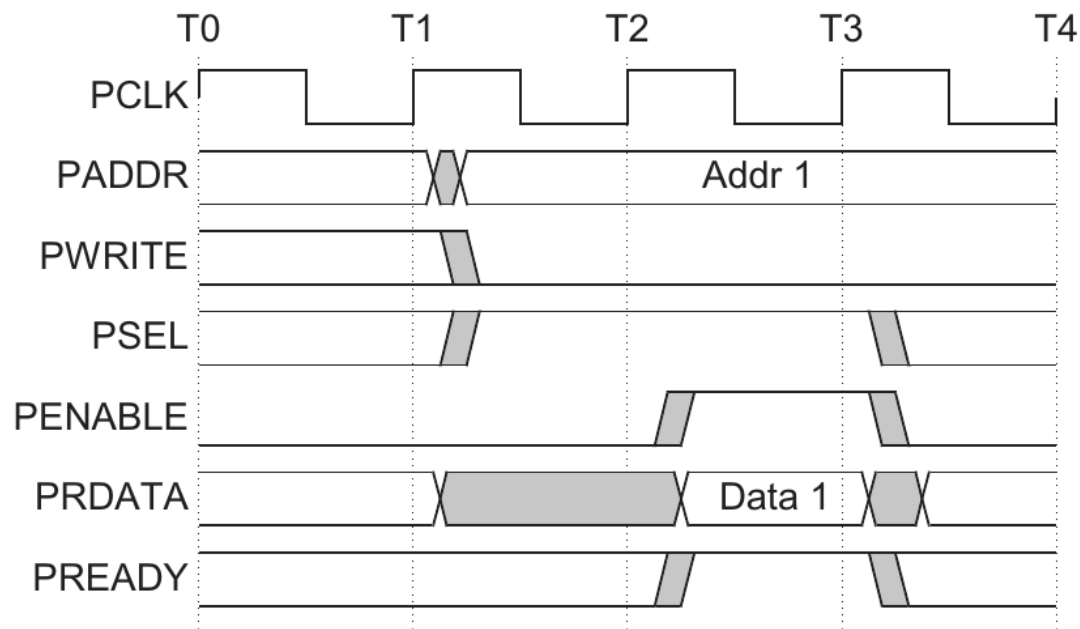 T0 T1 T2 T3 T4
PCLK
PADDR Addr 1
PWRITE
PSEL
PENABLE
PRDATA Data 1
PREADY